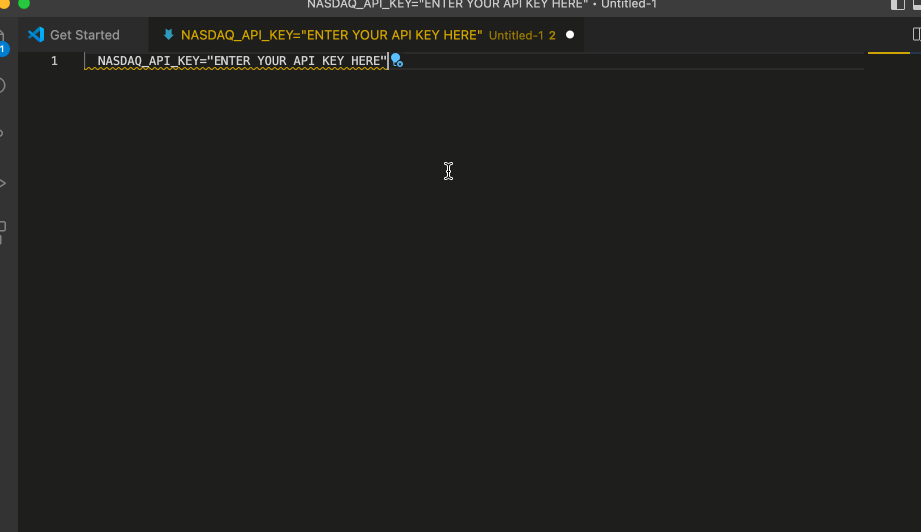 NASDAQ_API_KEY="ENTER YOUR API KEY HERE" • Untitled-1
Get Started
NASDAQ_API_KEY="ENTER YOUR API KEY HERE" Untitled-1 2
1
1 NASDAQ_API_KEY="ENTER YOUR API KEY HERE"